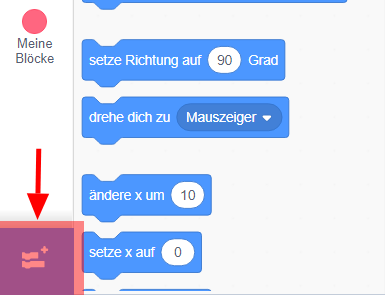 Meine
Blöcke
setze Richtung auf 90 Grad
drehe dich zu Mauszeiger
ändere x um 10
setze x auf 0